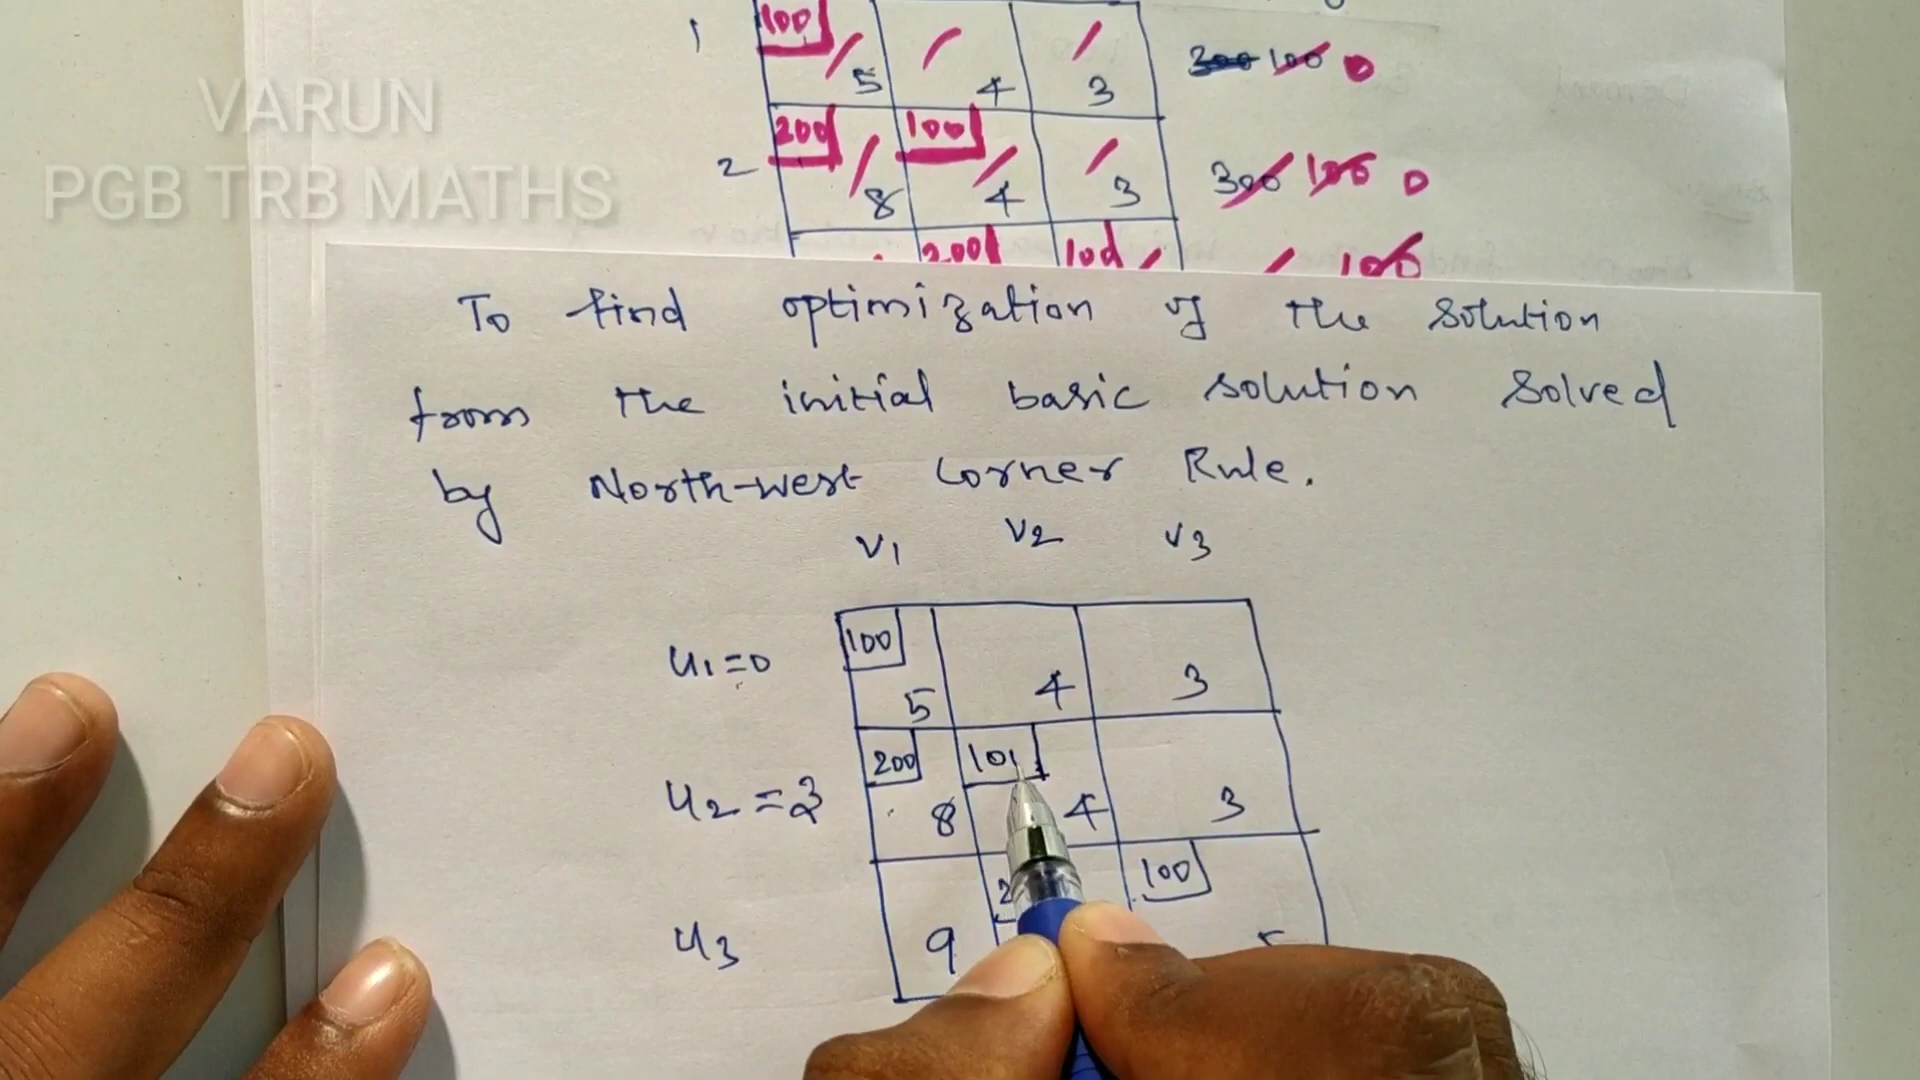 VARUN
PGB TRB MATHS
1 100 5 4 3 300 100 0
2 200 100 8 4 3 300 100 0
200 100 100
To find optimization of the solution
from the initial basic solution solved
by North-west Corner Rule.
V1 V2 V3
100
u1=0 5 4 3
200 100
u2=3 8 4 3
100
u3 9